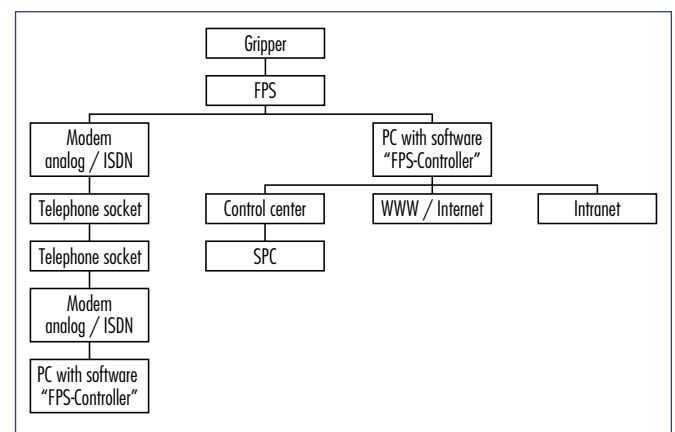 Gripper
FPS
Modem
analog / ISDN
PC with software
“FPS-Controller”
Telephone socket
Control center
WWW / Internet
Intranet
Telephone socket
SPC
Modem
analog / ISDN
PC with software
“FPS-Controller”